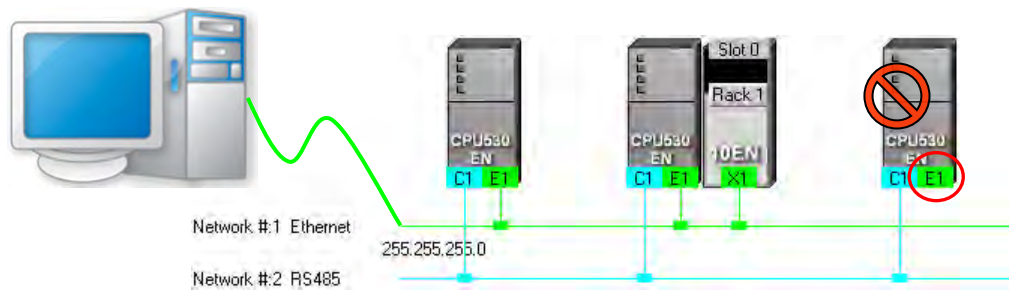 Slot 0
Rack 1
CPU530
EN
C1 E1
CPU530
EN
C1 E1
10EN
X1
CPU530
EN
C1 E1
Network #:1 Ethernet
255.255.255.0
Network #:2 RS485